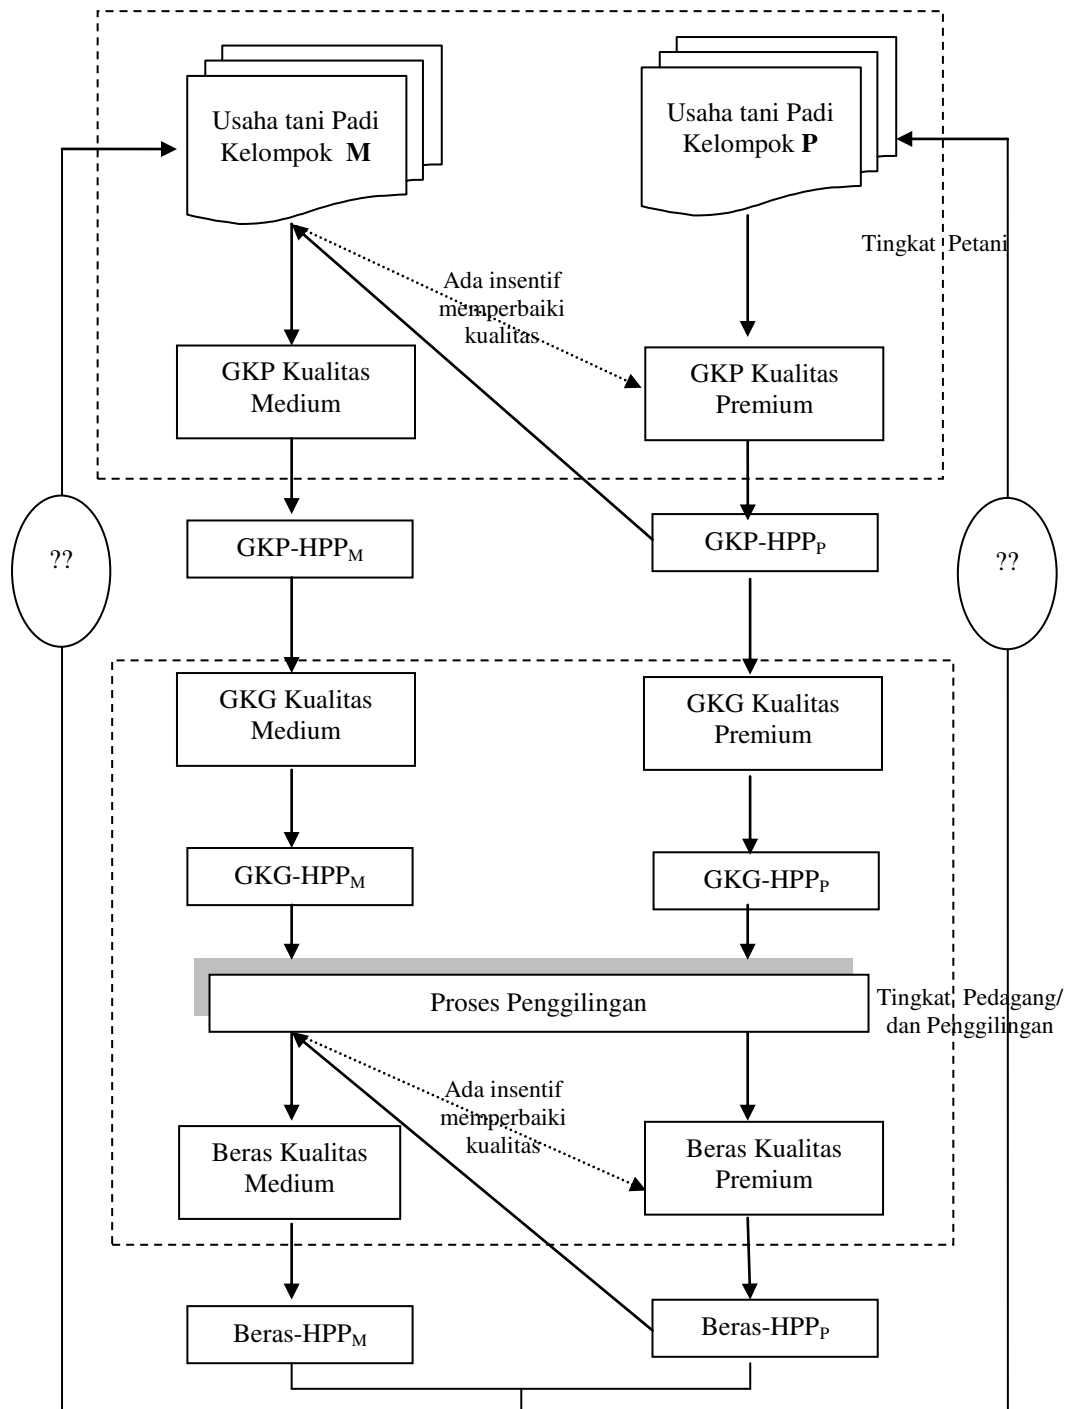 Usaha tani Padi
Kelompok M
Usaha tani Padi
Kelompok P
Tingkat Petani
Ada insentif
memperbaiki
kualitas
GKP Kualitas
Medium
GKP Kualitas
Premium
??
GKP-HPPM
GKP-HPPP
??
GKG Kualitas
Medium
GKG Kualitas
Premium
GKG-HPPM
GKG-HPPP
Proses Penggilingan
Tingkat Pedagang/
dan Penggilingan
Ada insentif
memperbaiki
kualitas
Beras Kualitas
Medium
Beras Kualitas
Premium
Beras-HPPM
Beras-HPPP